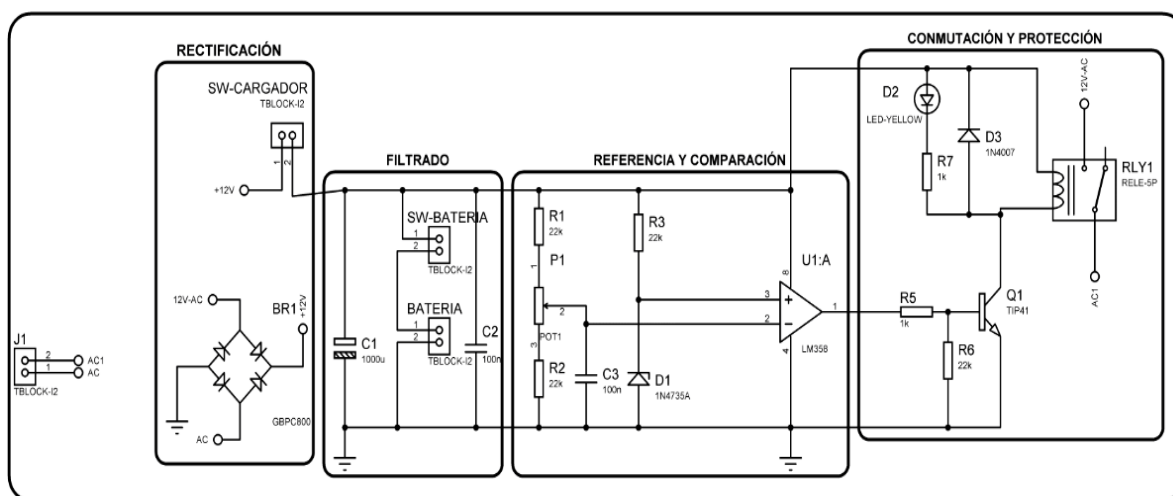 RECTIFICACIÓN
SW-CARGADOR
TBLOCK-I2
1
2
+12V
12V-AC
BR1
+12V
GBPC800
AC
J1
2
AC1
1
AC
TBLOCK-I2
FILTRADO
SW-BATERIA
1
2
TBLOCK-I2
BATERIA
1
2
TBLOCK-I2
C1
1000u
C2
100n
REFERENCIA Y COMPARACIÓN
R1
22k
P1
1
2
POT1
3
R2
22k
C3
100n
R3
22k
D1
1N4735A
U1:A
8
3
2
1
4
LM358
CONMUTACIÓN Y PROTECCIÓN
D2
LED-YELLOW
R7
1k
D3
1N4007
12V-AC
RLY1
RELE-5P
AC1
R5
1k
Q1
TIP41
R6
22k